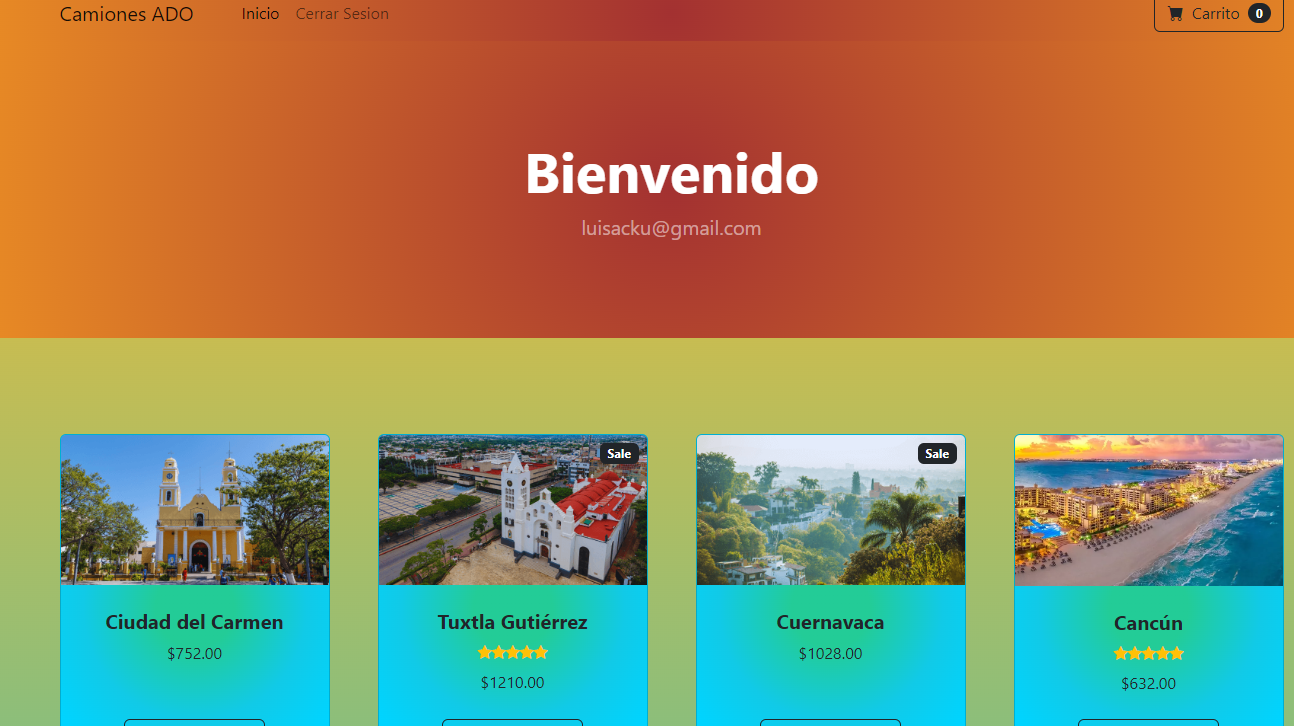 Camiones ADO Inicio Cerrar Sesion Carrito 0
Bienvenido
luisacku@gmail.com
Sale Sale
Ciudad del Carmen Tuxtla Gutiérrez Cuernavaca Cancún
$752.00 $1028.00
$1210.00 $632.00